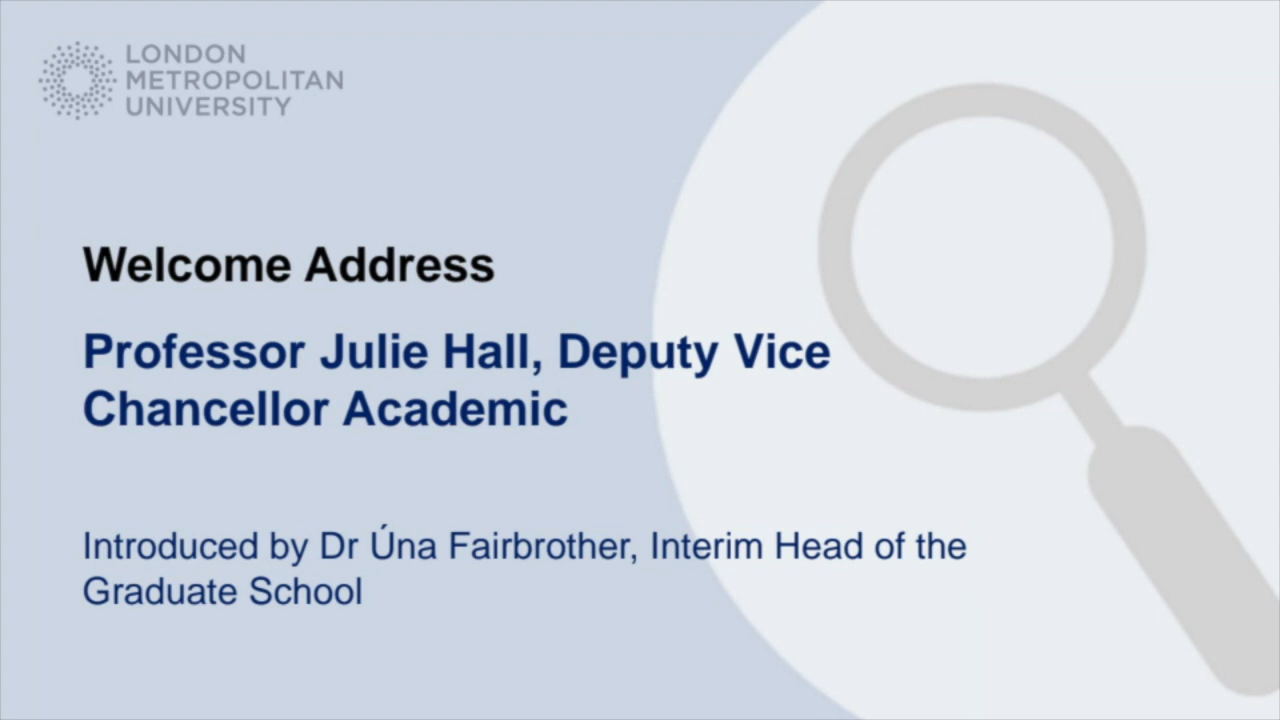 LONDON
METROPOLITAN
UNIVERSITY
Welcome Address
Professor Julie Hall, Deputy Vice
Chancellor Academic
Introduced by Dr Úna Fairbrother, Interim Head of the
Graduate School